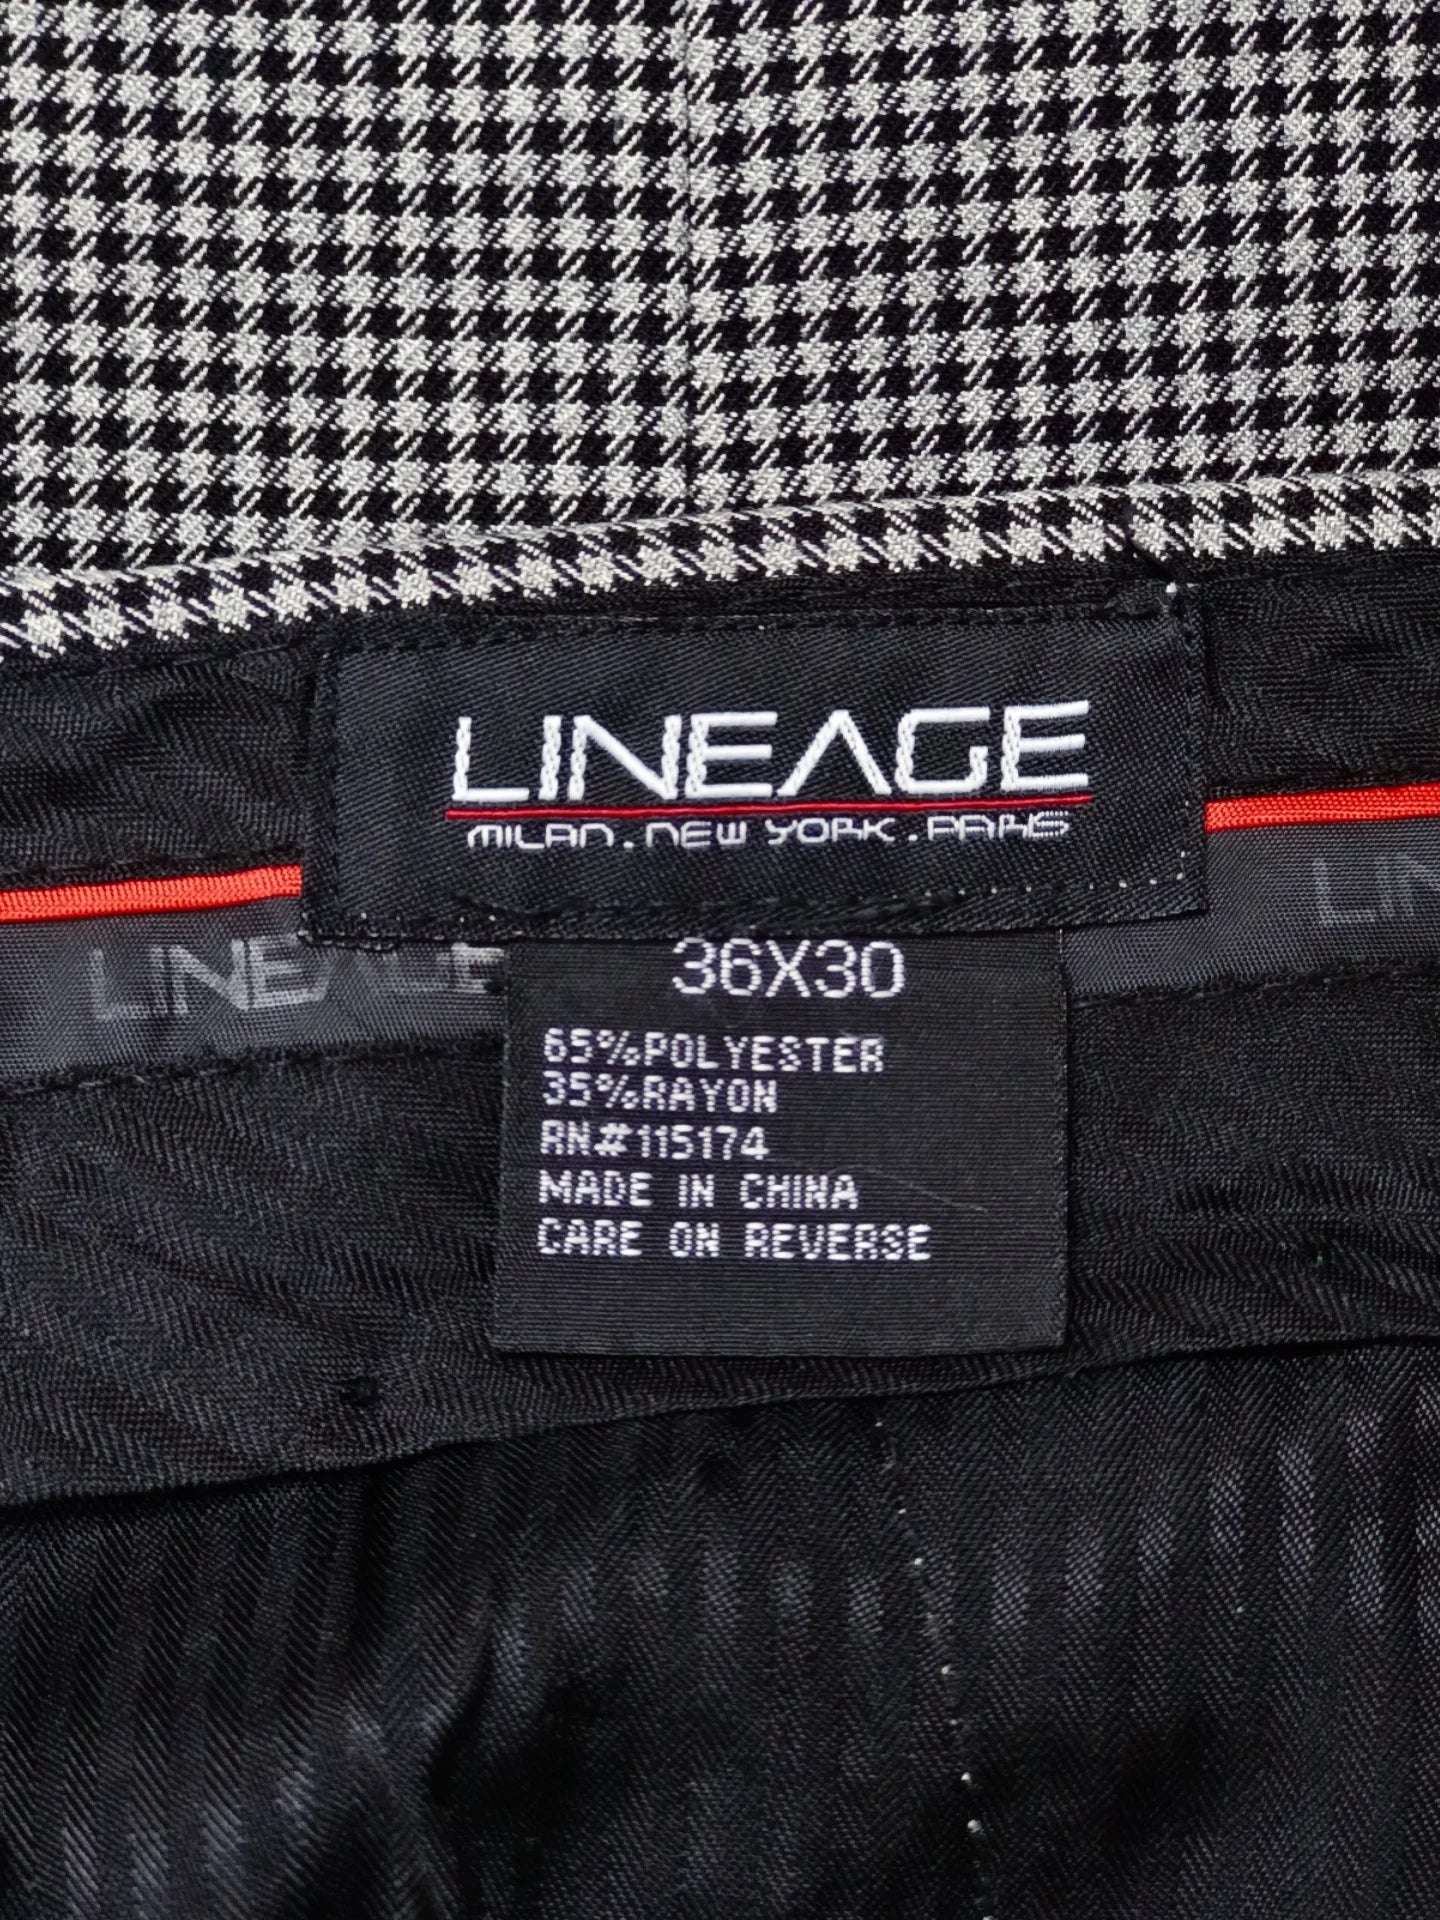 LINEAGE
MILAN.NEW YORK.PARIS
LINEAGE
LIN
36X30
65%POLYESTER
35%RAYON
RN#115174
MADE IN CHINA
CARE ON REVERSE